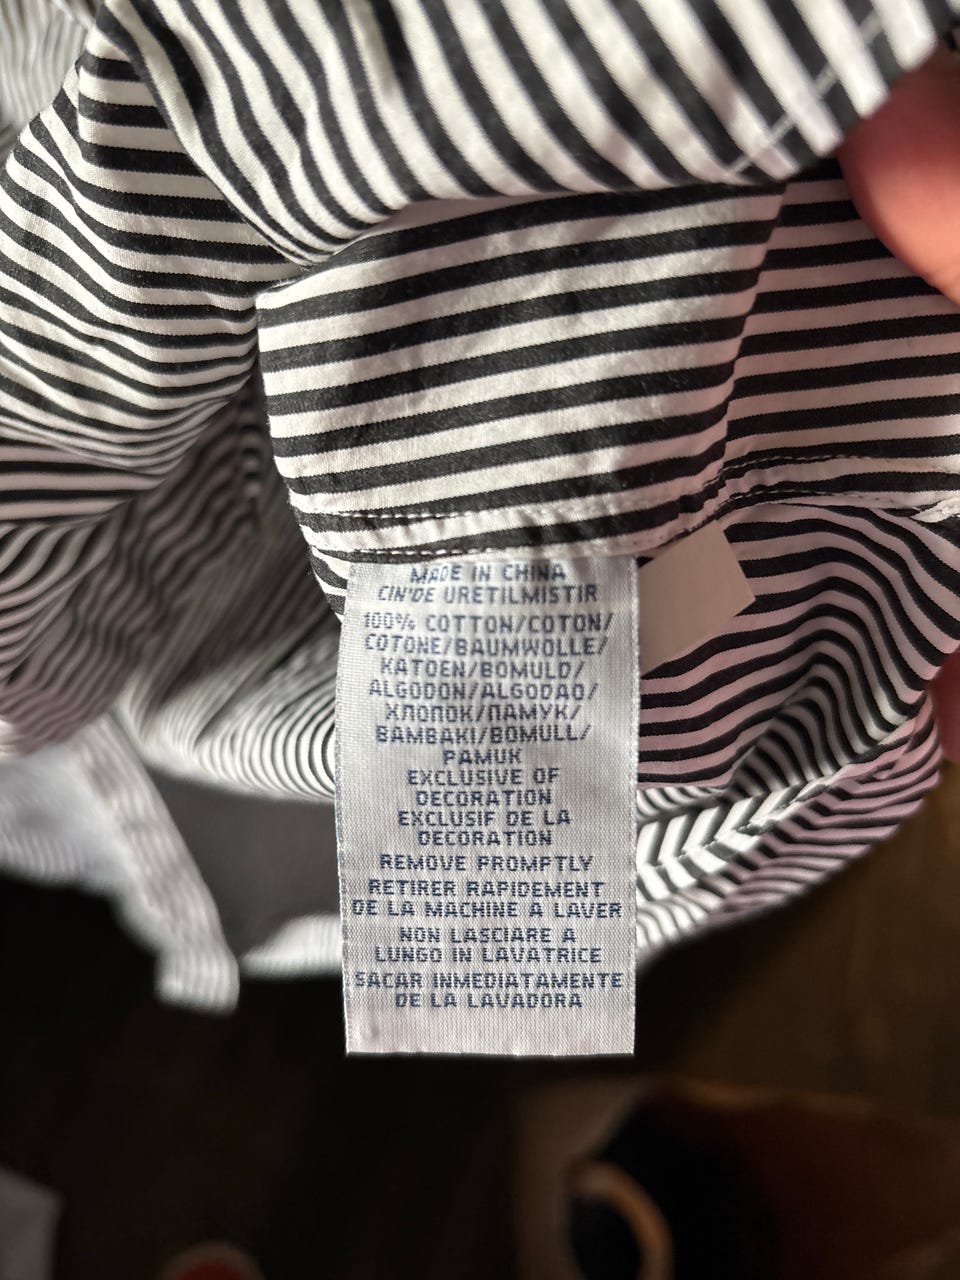 MADE IN CHINA
CIN'DE URETILMISTIR
100% COTTON/COTON/
COTONE/BAUMWOLLE/
KATOEN/BOMULD/
ALGODON/ALGODAO/
ХЛОПОК/ПАМУК/
BAMBAKI/BOMULL/
PAMUK
EXCLUSIVE OF
DECORATION
EXCLUSIF DE LA
DECORATION
REMOVE PROMPTLY
RETIRER RAPIDEMENT
DE LA MACHINE A LAVER
NON LASCIARE A
LUNGO IN LAVATRICE
SACAR INMEDIATAMENTE
DE LA LAVADORA